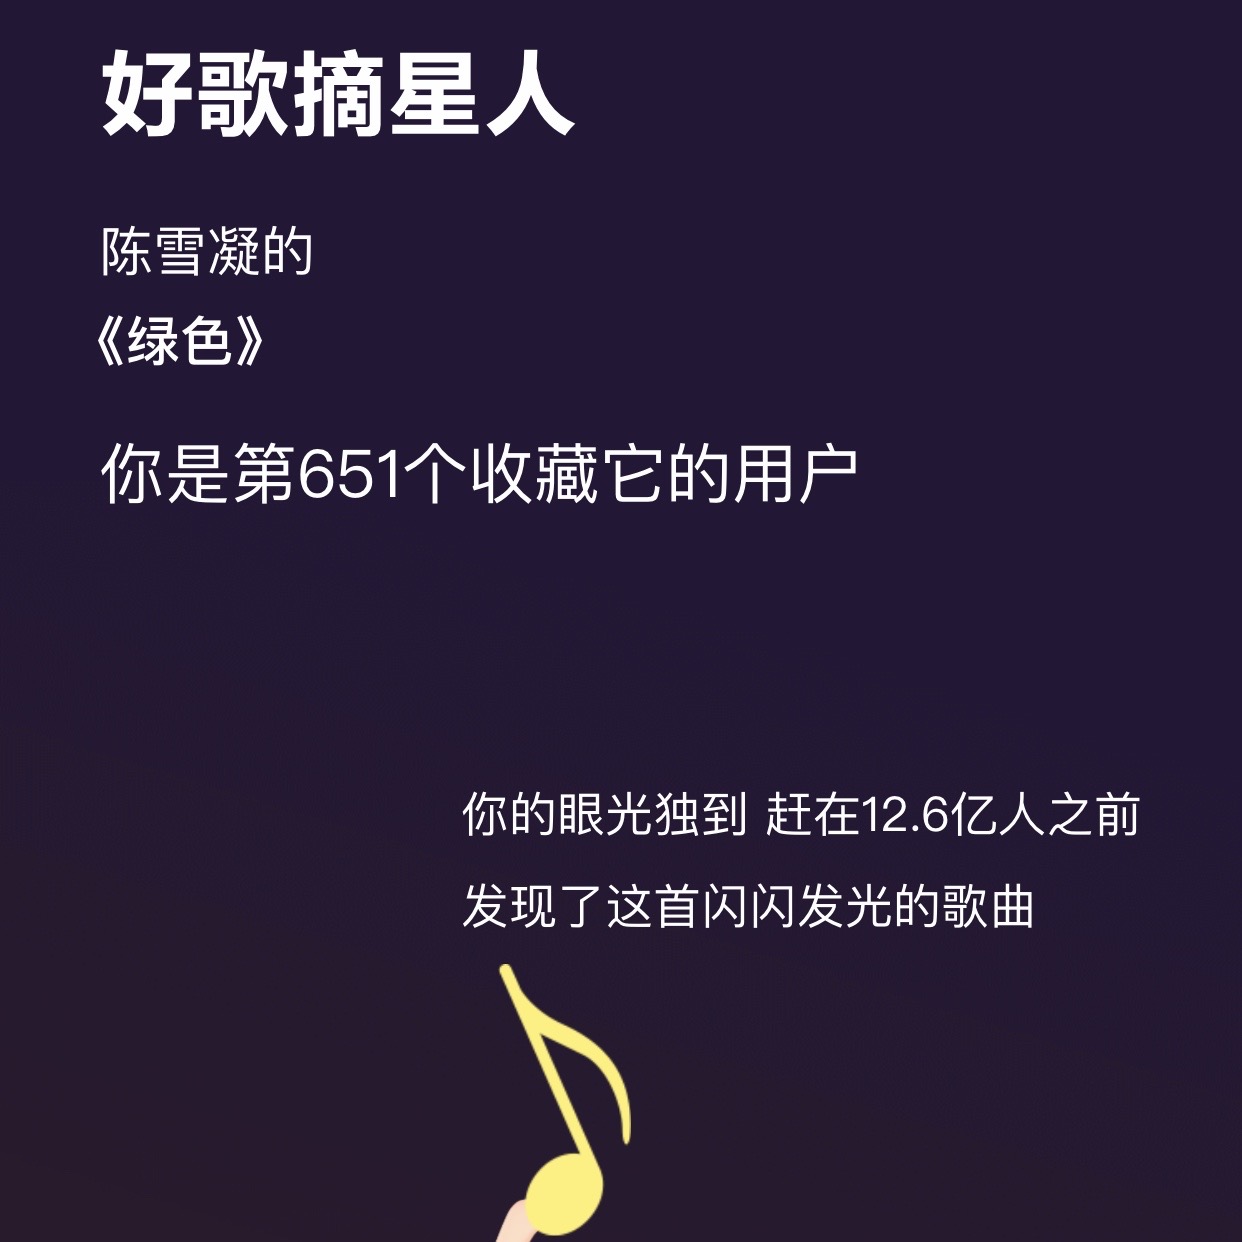 好歌摘星人
陈雪凝的
《绿色》
你是第651个收藏它的用户
你的眼光独到 赶在12.6亿人之前
发现了这首闪闪发光的歌曲